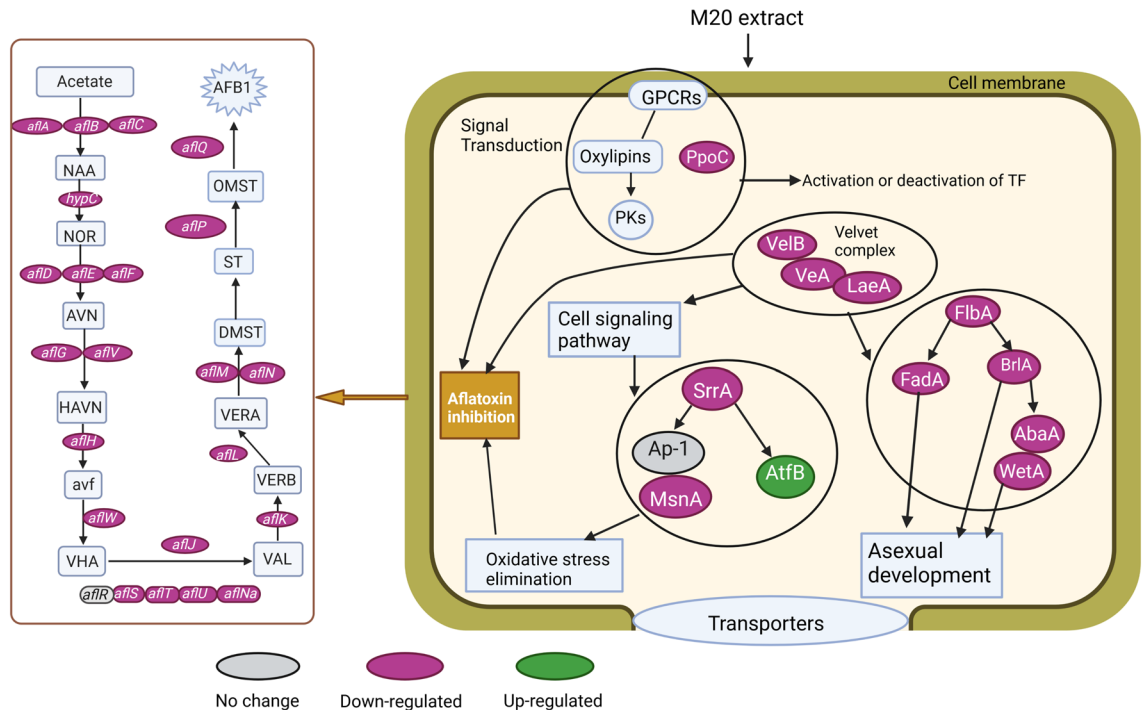 M20 extract
Cell membrane
Acetate
aflA
aflB
aflC
NAA
hypC
NOR
aflD
aflE
aflF
AVN
aflG
aflV
HAVN
aflH
avf
aflW
VHA
aflJ
VAL
aflK
VERB
aflL
VERA
aflM
aflN
DMST
ST
aflP
OMST
aflQ
AFB1
aflR
aflS
aflT
aflU
aflNa
Signal
Transduction
GPCRs
Oxylipins
PpoC
PKs
Activation or deactivation of TF
Velvet
complex
VelB
VeA
LaeA
Cell signaling
pathway
Aflatoxin
inhibition
SrrA
Ap-1
MsnA
AtfB
FlbA
FadA
BrlA
AbaA
WetA
Oxidative stress
elimination
Asexual
development
Transporters
No change
Down-regulated
Up-regulated